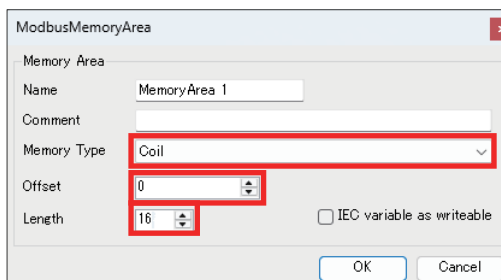 ModbusMemoryArea
Memory Area
Name MemoryArea 1
Comment
Memory Type Coil
Offset 0
Length 16 IEC variable as writeable
OK Cancel